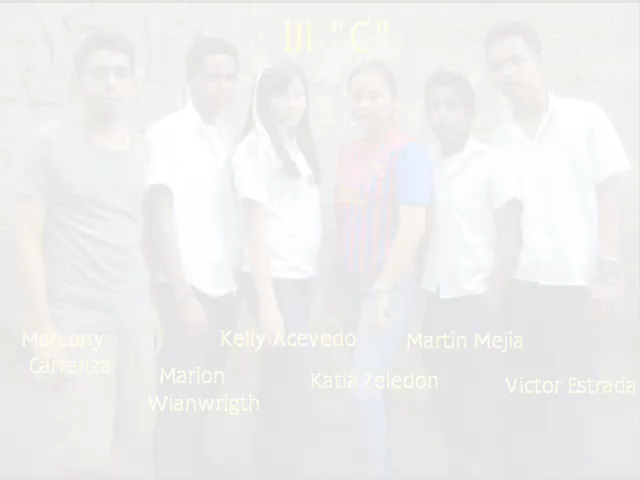 III "C"
Marcony
Carranza
Marlon
Wianwrigth
Kelly Acevedo
Katia Zeledon
Martin Mejia
Victor Estrada